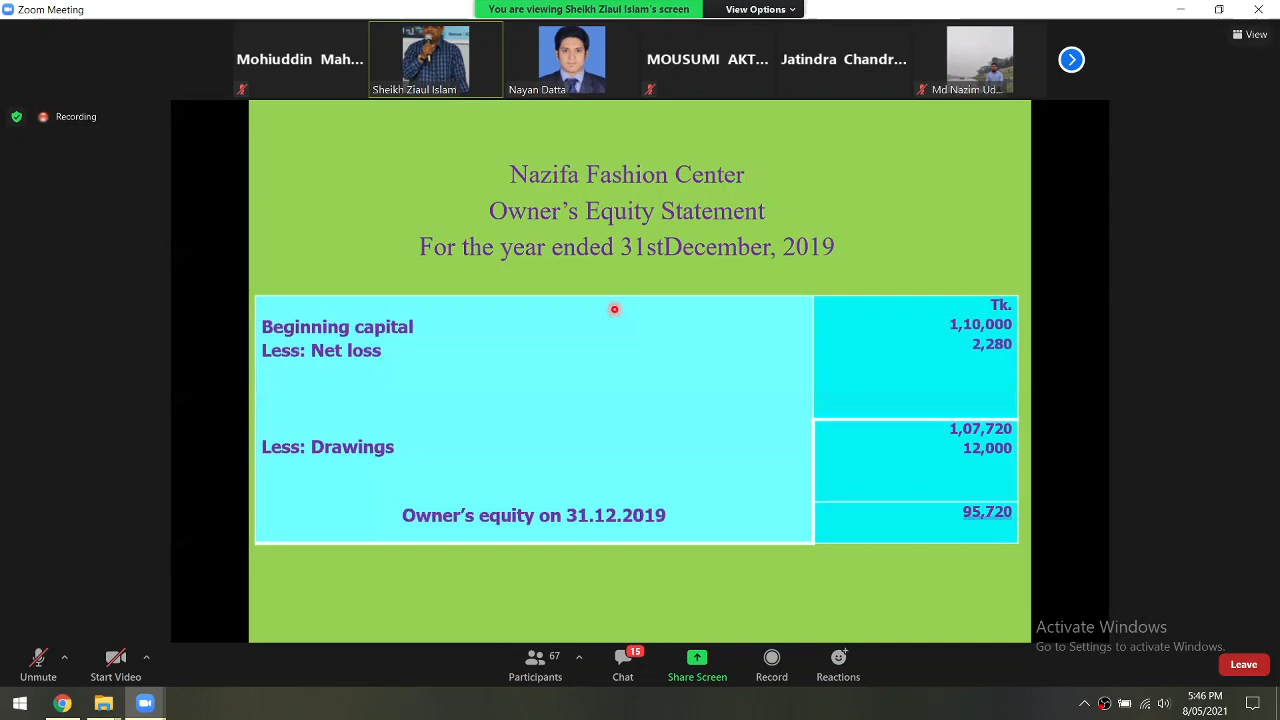 Zoom Meeting
You are viewing Sheikh Ziaul Islam's screen
View Options
Mohiuddin Mah...
Sheikh Ziaul Islam
Nayan Datta
MOUSUMI AKT...
Jatindra Chandr...
Md Nazim Ud...
View
Recording
Nazifa Fashion Center
Owner’s Equity Statement
For the year ended 31stDecember, 2019
Tk.
Beginning capital 1,10,000
Less: Net loss 2,280
1,07,720
Less: Drawings 12,000
Owner’s equity on 31.12.2019 95,720
Activate Windows
Go to Settings to activate Windows.
Unmute
Start Video
67
Participants
15
Chat
Share Screen
Record
Reactions
Leave
5:46 PM
8/05/2021